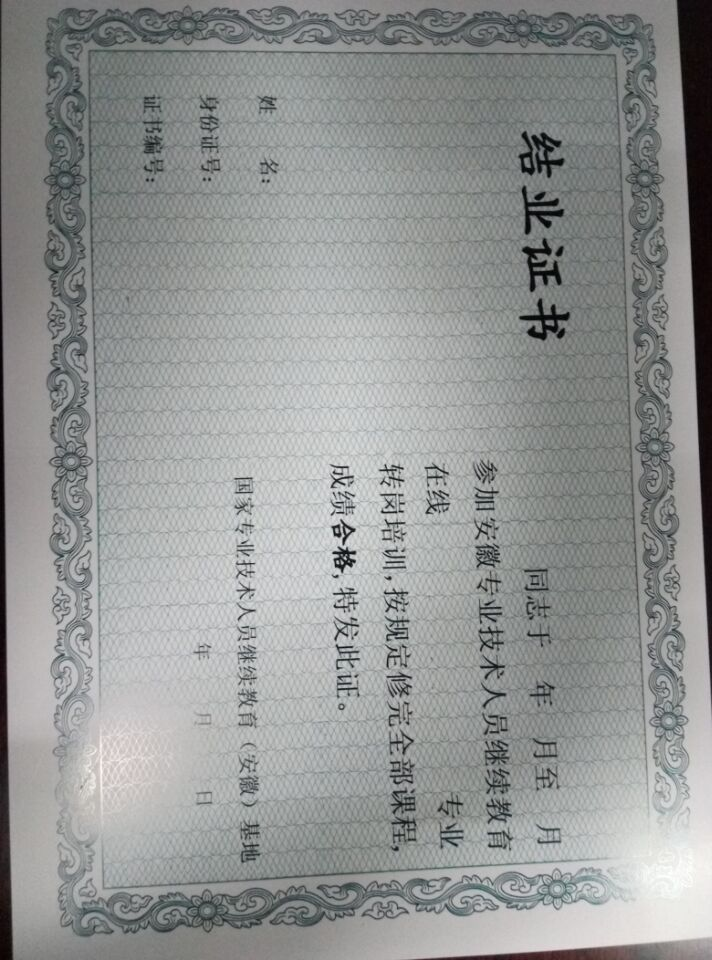 结业证书
姓 名：
身份证号：
证书编号：
同志于 年 月至 月
参加安徽专业技术人员继续教育
在线 专业
转岗培训，按规定修完全部课程，
成绩合格，特发此证。
国家专业技术人员继续教育（安徽）基地
年 月 日